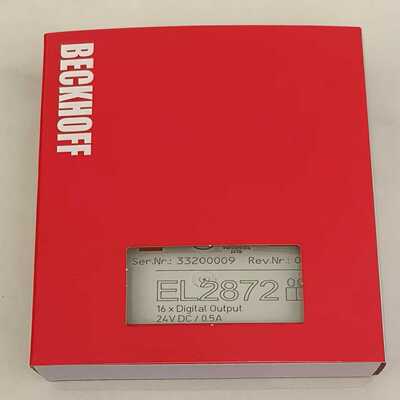 BECKHOFF
Ser.Nr.: 33200009 Rev.Nr.: 0
EL2872
16 x Digital Output
24V DC / 0.5A